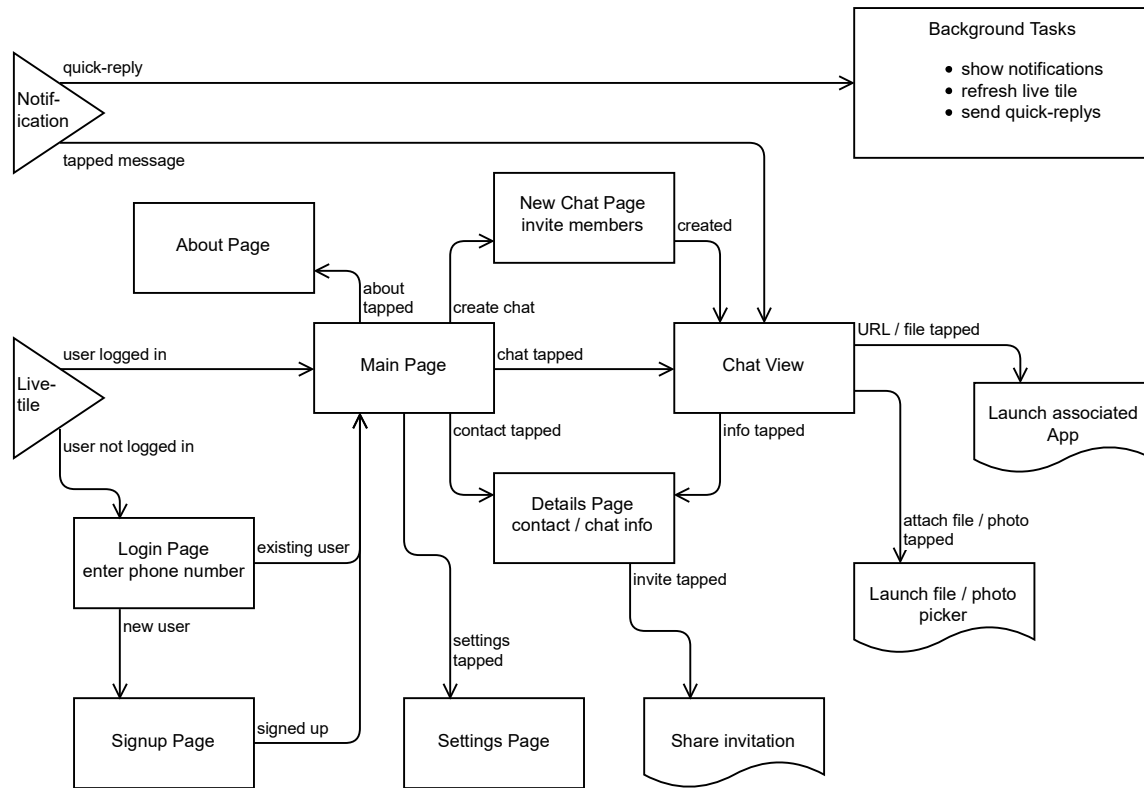 Background Tasks
• show notifications
• refresh live tile
• send quick-replys
quick-reply
Notif-
ication
tapped message
New Chat Page
invite members
created
About Page
about
tapped
create chat
user logged in
Main Page
chat tapped
Chat View
URL / file tapped
Live-
tile
Launch associated
App
user not logged in
contact tapped
info tapped
Details Page
contact / chat info
attach file / photo
tapped
Login Page
enter phone number
existing user
invite tapped
Launch file / photo
picker
new user
settings
tapped
Signup Page
signed up
Settings Page
Share invitation